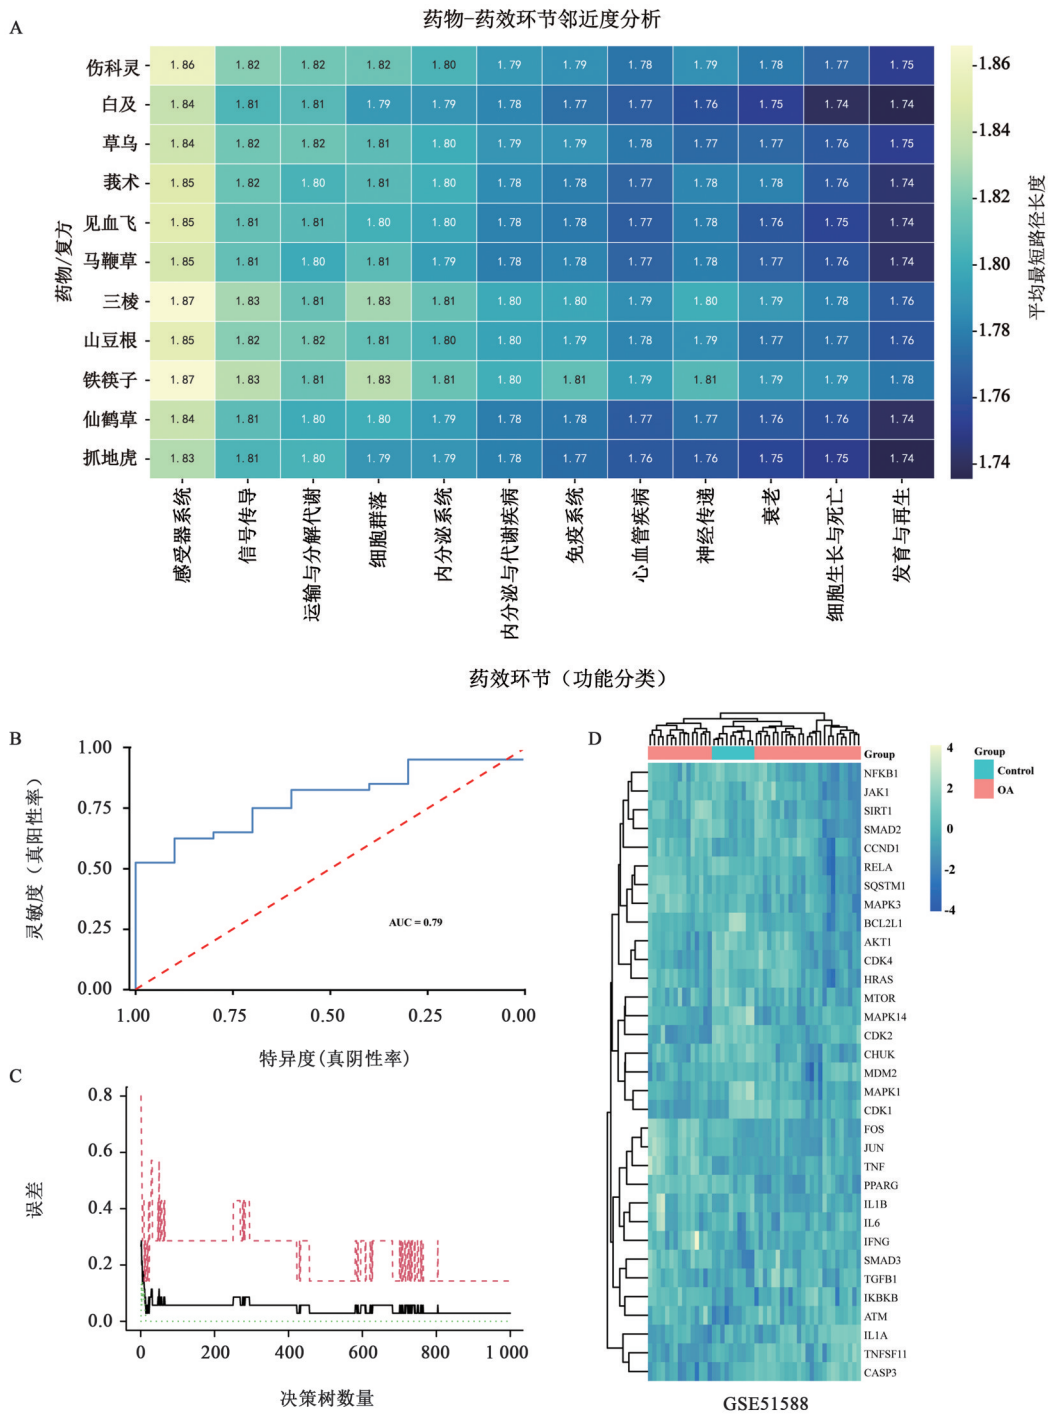 A
药物-药效环节邻近度分析
伤科灵 1.86 1.82 1.82 1.82 1.80 1.79 1.79 1.78 1.79 1.78 1.77 1.75
白及 1.84 1.81 1.81 1.79 1.79 1.78 1.77 1.77 1.76 1.75 1.74 1.74
草乌 1.84 1.82 1.82 1.81 1.80 1.79 1.79 1.78 1.77 1.77 1.76 1.75
莪术 1.85 1.82 1.80 1.81 1.80 1.78 1.78 1.77 1.78 1.78 1.76 1.74
见血飞 1.85 1.81 1.81 1.80 1.80 1.78 1.78 1.77 1.78 1.76 1.75 1.74
马鞭草 1.85 1.81 1.80 1.81 1.79 1.78 1.78 1.77 1.78 1.77 1.76 1.74
三棱 1.87 1.83 1.81 1.83 1.81 1.80 1.80 1.79 1.80 1.79 1.78 1.76
山豆根 1.85 1.82 1.82 1.81 1.80 1.80 1.79 1.78 1.79 1.77 1.77 1.76
铁筷子 1.87 1.83 1.81 1.83 1.81 1.80 1.81 1.79 1.81 1.79 1.79 1.78
仙鹤草 1.84 1.81 1.80 1.80 1.79 1.78 1.78 1.77 1.77 1.76 1.76 1.74
抓地虎 1.83 1.81 1.80 1.79 1.79 1.78 1.77 1.76 1.76 1.75 1.75 1.74
药物/复方
感受器系统
信号传导
运输与分解代谢
细胞群落
内分泌系统
内分泌与代谢疾病
免疫系统
心血管疾病
神经传递
衰老
细胞生长与死亡
发育与再生
药效环节（功能分类）
1.86
1.84
1.82
1.80
1.78
1.76
1.74
平均最短路径长度
B
灵敏度（真阳性率）
1.00
0.75
0.50
0.25
0.00
AUC = 0.79
1.00 0.75 0.50 0.25 0.00
特异度(真阴性率)
C
误差
0.8
0.6
0.4
0.2
0.0
0 200 400 600 800 1 000
决策树数量
D
Group
NFKB1
JAK1
SIRT1
SMAD2
CCND1
RELA
SQSTM1
MAPK3
BCL2L1
AKT1
CDK4
HRAS
MTOR
MAPK14
CDK2
CHUK
MDM2
MAPK1
CDK1
FOS
JUN
TNF
PPARG
IL1B
IL6
IFNG
SMAD3
TGFB1
IKBKB
ATM
IL1A
TNFSF11
CASP3
4
2
0
-2
-4
Group
Control
OA
GSE51588